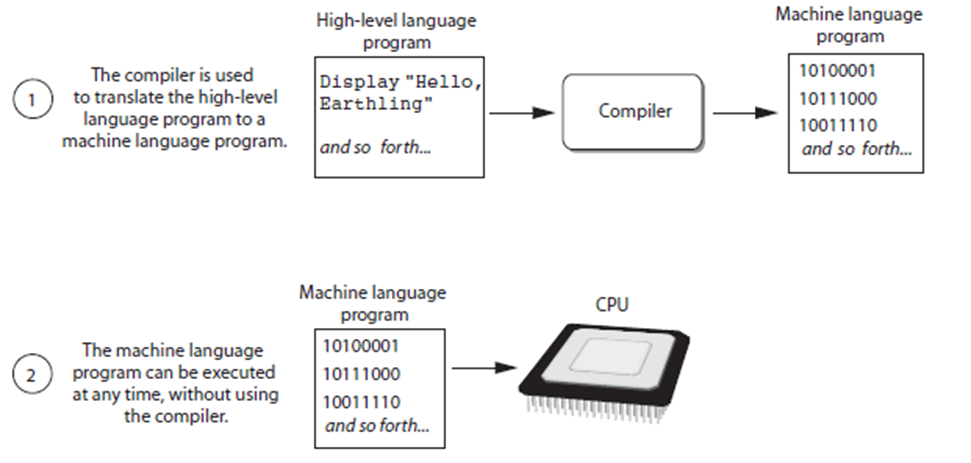 High-level language
program
Machine language
program
1
The compiler is used
to translate the high-level
language program to a
machine language program.
Display "Hello,
Earthling"
and so forth...
Compiler
10100001
10111000
10011110
and so forth...
Machine language
program
CPU
2
The machine language
program can be executed
at any time, without using
the compiler.
10100001
10111000
10011110
and so forth...